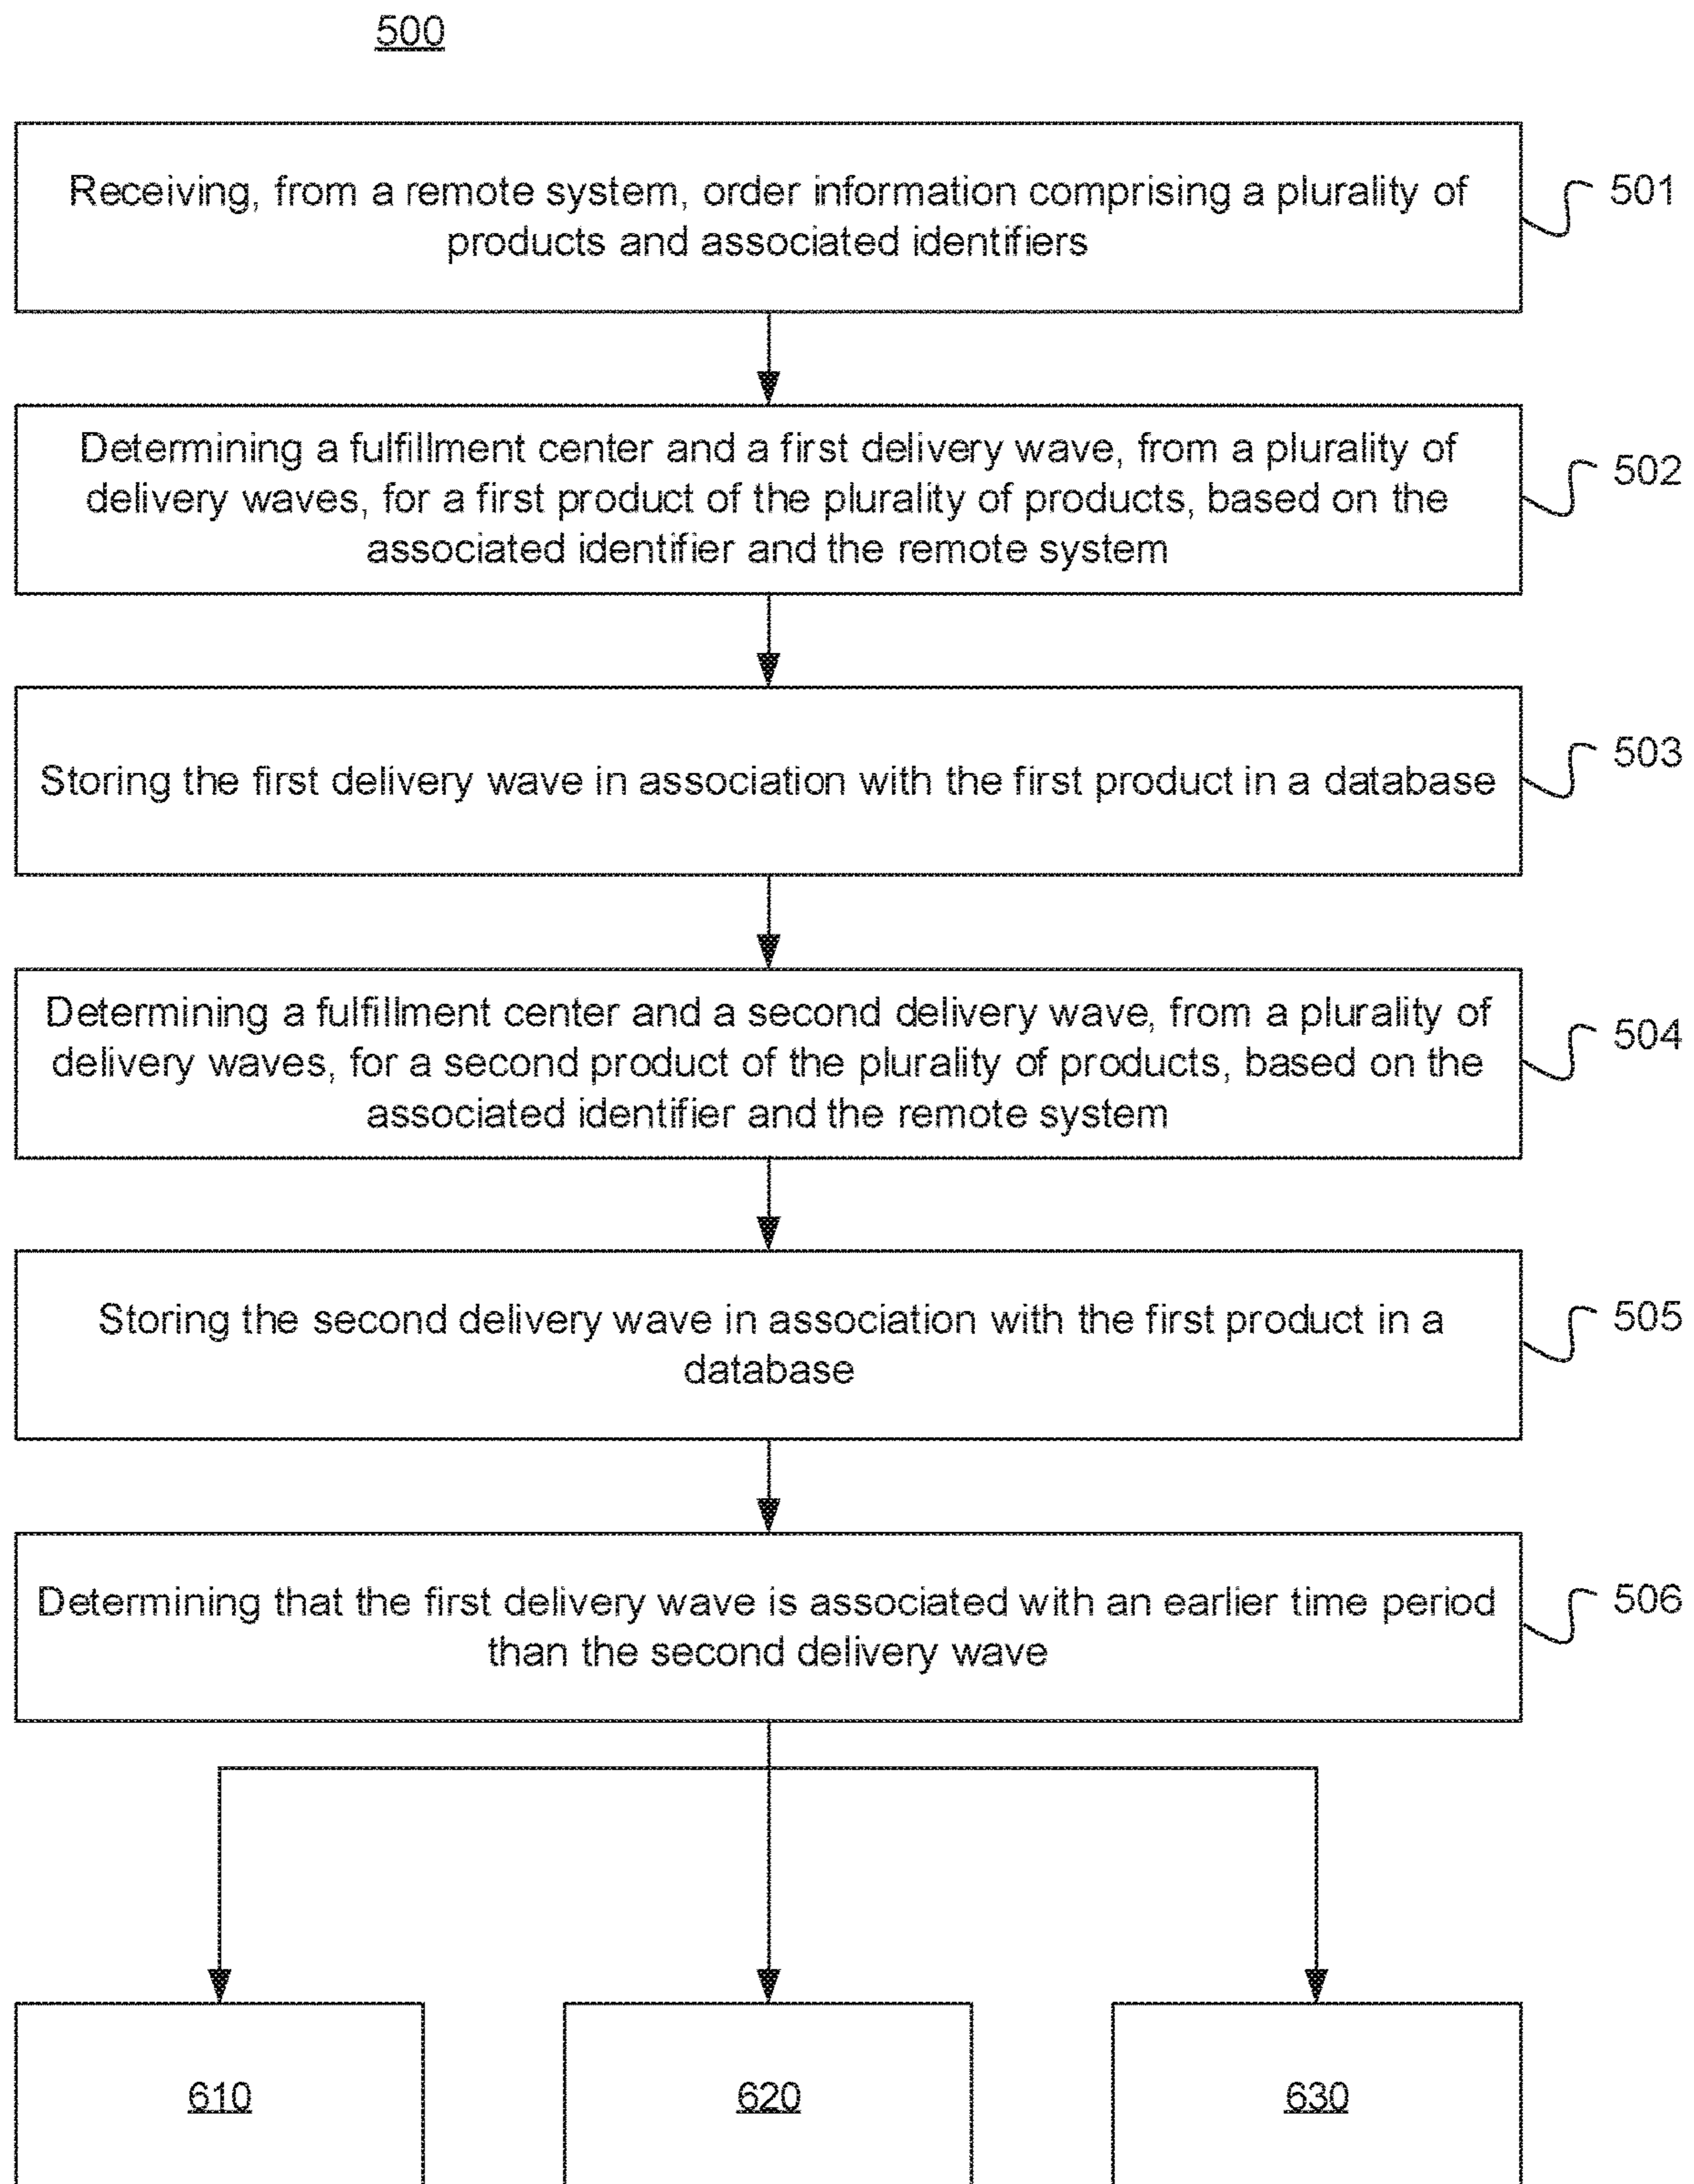 500
Receiving, from a remote system, order information comprising a plurality of
products and associated identifiers
501
Determining a fulfillment center and a first delivery wave, from a plurality of
delivery waves, for a first product of the plurality of products, based on the
associated identifier and the remote system
502
Storing the first delivery wave in association with the first product in a database
503
Determining a fulfillment center and a second delivery wave, from a plurality of
delivery waves, for a second product of the plurality of products, based on the
associated identifier and the remote system
504
Storing the second delivery wave in association with the first product in a
database
505
Determining that the first delivery wave is associated with an earlier time period
than the second delivery wave
506
610
620
630